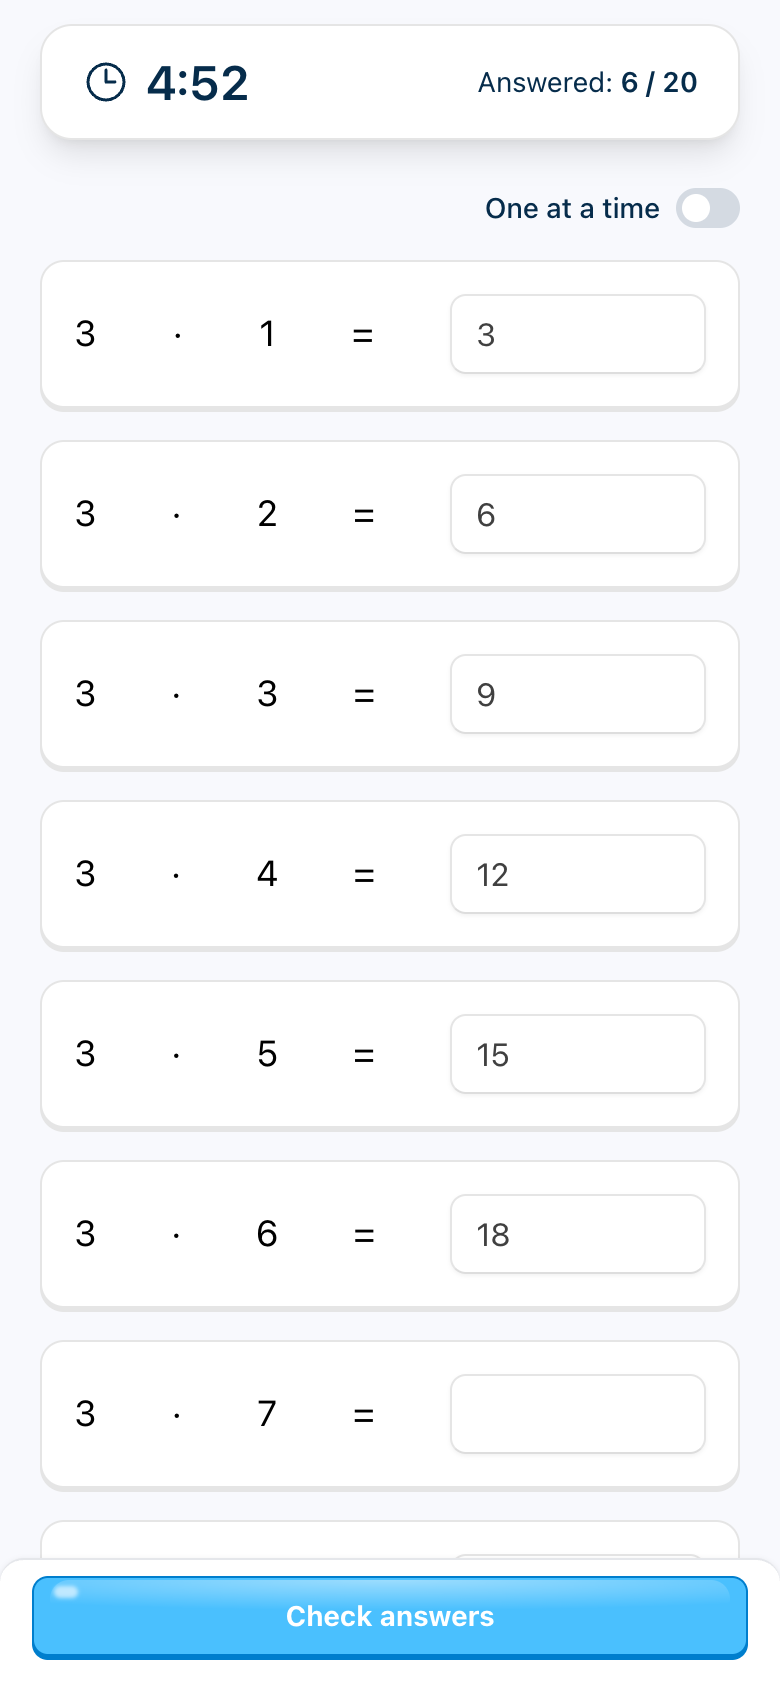 4:52 Answered: 6 / 20
One at a time
3 · 1 = 3
3 · 2 = 6
3 · 3 = 9
3 · 4 = 12
3 · 5 = 15
3 · 6 = 18
3 · 7 =
Check answers